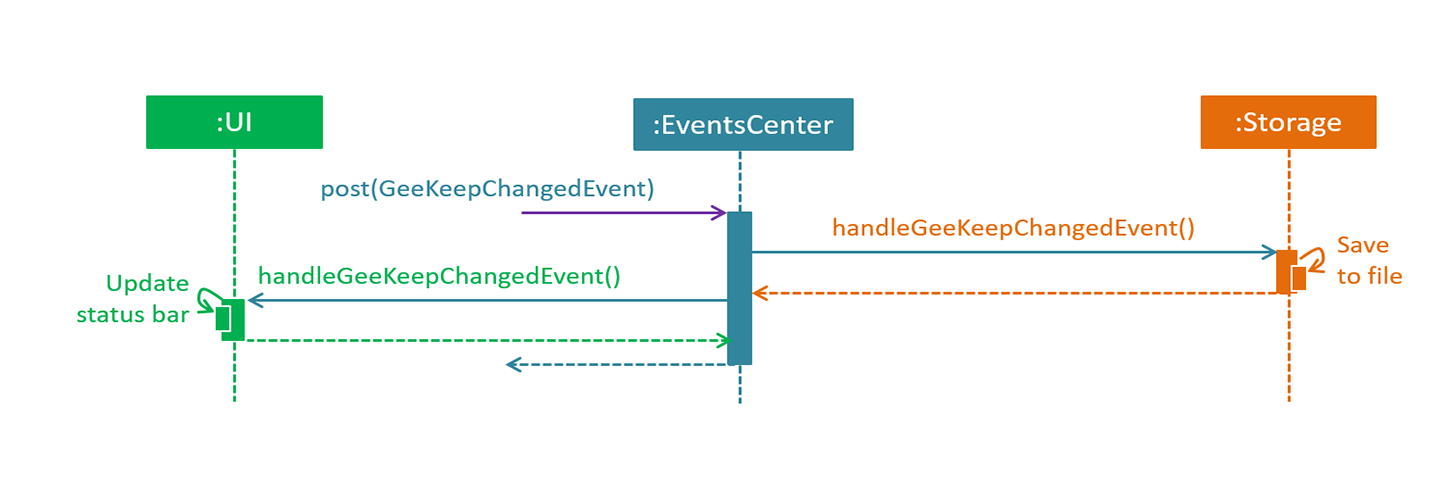 :UI
:EventsCenter
:Storage
post(GeeKeepChangedEvent)
handleGeeKeepChangedEvent()
Save
to file
handleGeeKeepChangedEvent()
Update
status bar